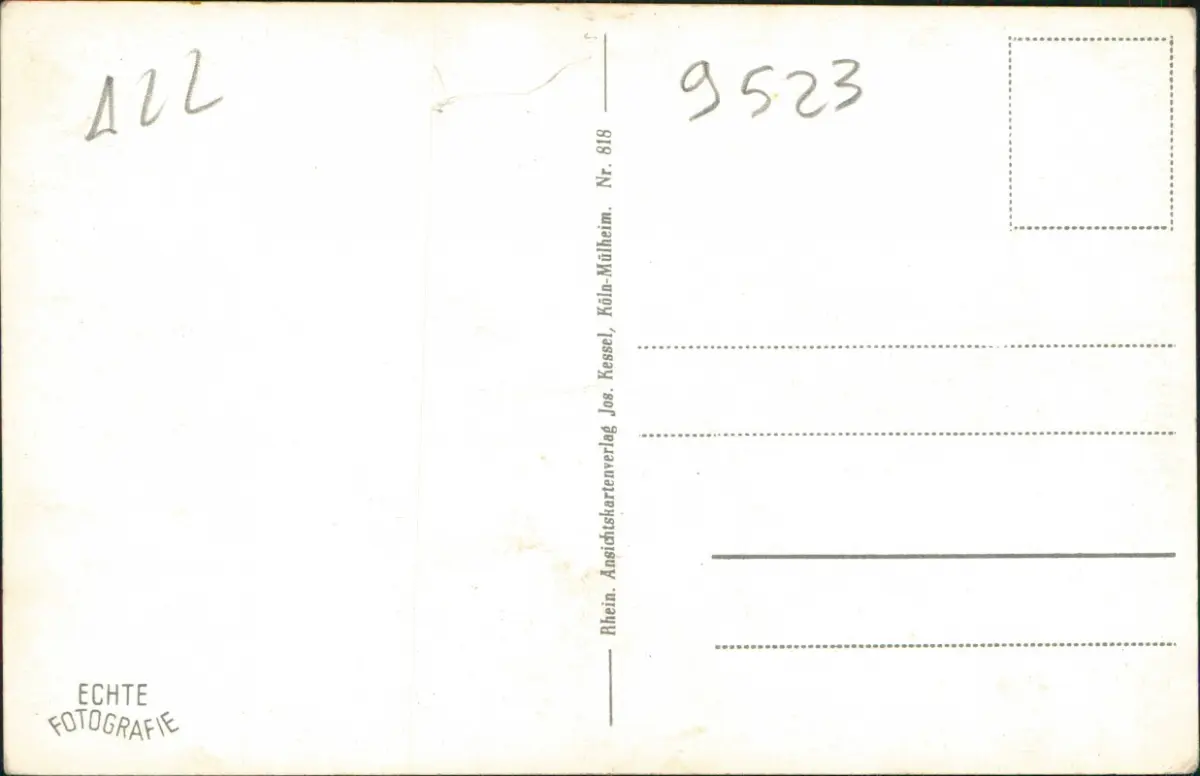 122
9523
Rhein. Ansichtskartenverlag Jos. Kessel, Köln-Mülheim. Nr. 818
ECHTE
FOTOGRAFIE